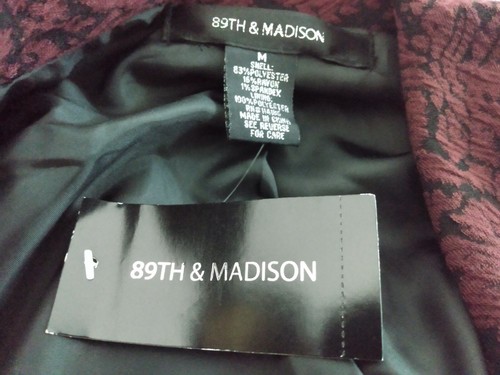 89TH & MADISON
M
SHELL:
83%POLYESTER
16%RAYON
1%SPANDEX
LINING:
100%POLYESTER
MADE IN CHINA
SEE REVERSE
FOR CARE
89TH & MADISON